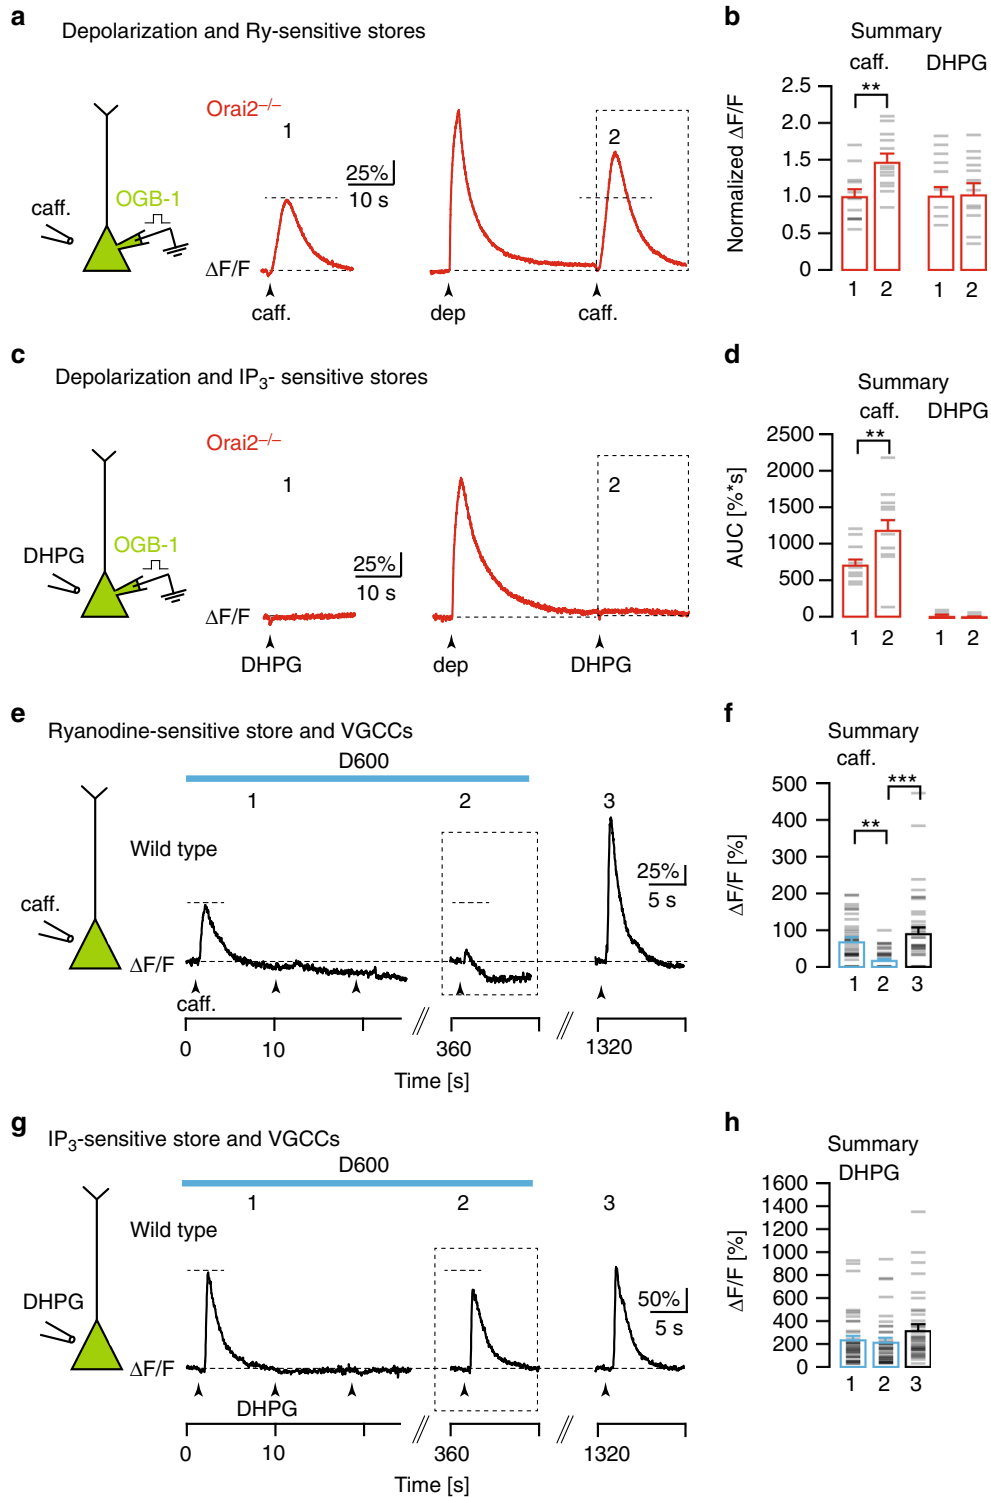 a
Depolarization and Ry-sensitive stores
Orai2–/–
1
2
25%
10 s
caff.
OGB-1
ΔF/F
caff.
dep
caff.
b
Summary
caff.
DHPG
**
Normalized ΔF/F
2.5
2.0
1.5
1.0
0.5
0
1 2
1 2
c
Depolarization and IP3- sensitive stores
Orai2–/–
1
2
25%
10 s
DHPG
OGB-1
ΔF/F
DHPG
dep
DHPG
d
Summary
caff.
DHPG
**
AUC [%*s]
2500
2000
1500
1000
500
0
1 2
1 2
e
Ryanodine-sensitive store and VGCCs
D600
1
2
3
Wild type
25%
5 s
caff.
ΔF/F
caff.
0
10
360
1320
Time [s]
f
Summary
caff.
***
**
ΔF/F [%]
500
400
300
200
100
0
1 2 3
g
IP3-sensitive store and VGCCs
D600
1
2
3
Wild type
50%
5 s
DHPG
ΔF/F
DHPG
0
10
360
1320
Time [s]
h
Summary
DHPG
ΔF/F [%]
1600
1400
1200
1000
800
600
400
200
0
1 2 3